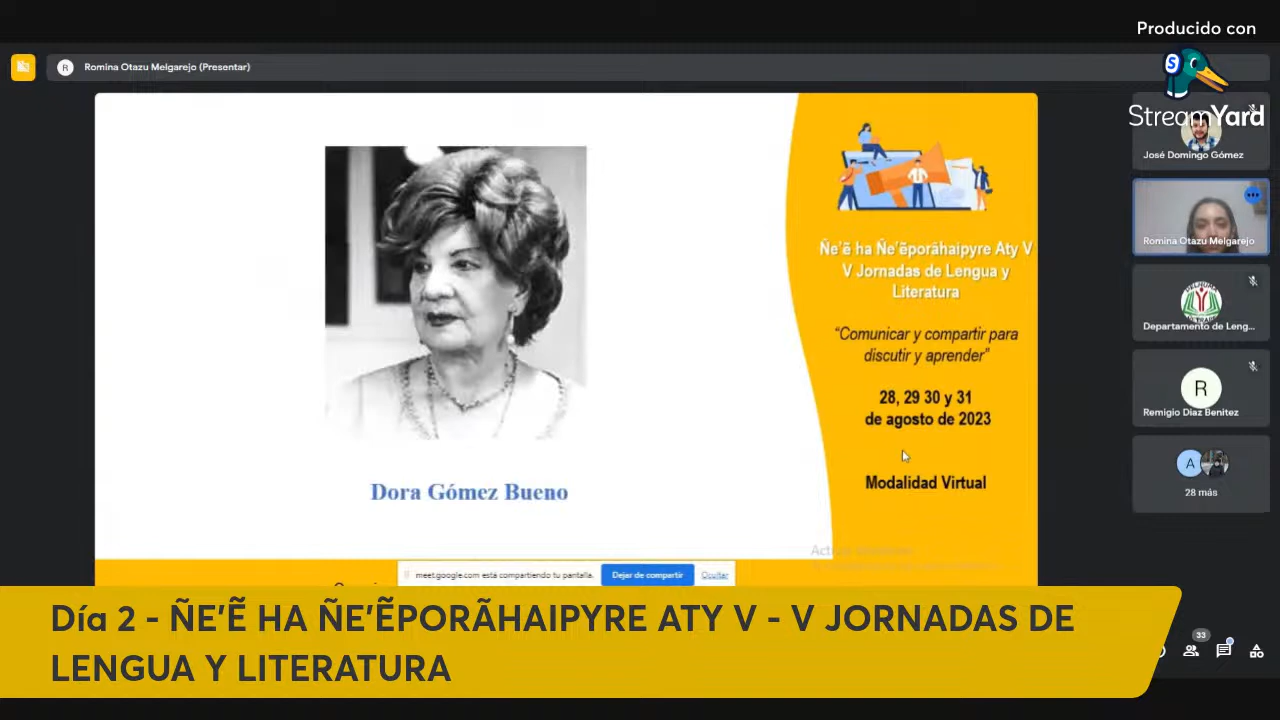 Producido con
StreamYard
R Romina Otazu Melgarejo (Presentar)
José Domingo Gómez
Romina Otazu Melgarejo
Departamento de Leng...
R
Remigio Diaz Benitez
A
28 más
33
Dora Gómez Bueno
Ñe'ẽ ha Ñe'ẽporãhaipyre Aty V
V Jornadas de Lengua y
Literatura
“Comunicar y compartir para
discutir y aprender”
28, 29 30 y 31
de agosto de 2023
Modalidad Virtual
meet.google.com está compartiendo tu pantalla.
Dejar de compartir
Ocultar
Día 2 - ÑE'Ẽ HA ÑE'ẼPORÃHAIPYRE ATY V - V JORNADAS DE
LENGUA Y LITERATURA